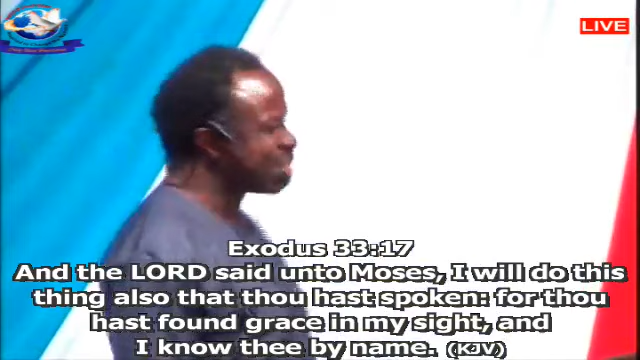 LIVE
Exodus 33:17
And the LORD said unto Moses, I will do this
thing also that thou hast spoken: for thou
hast found grace in my sight, and
I know thee by name. (KJV)